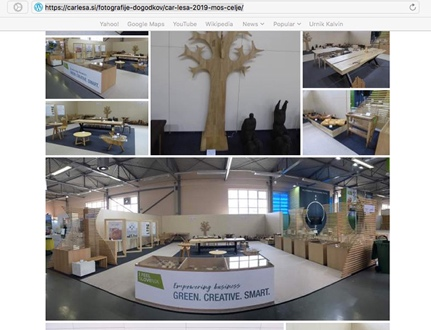 https://carlesa.si/fotografije-dogodkov/car-lesa-2019-mos-celje/
Yahoo! Google Maps YouTube Wikipedia News Popular Urnik Kalvin
Empowering business
GREEN. CREATIVE. SMART.